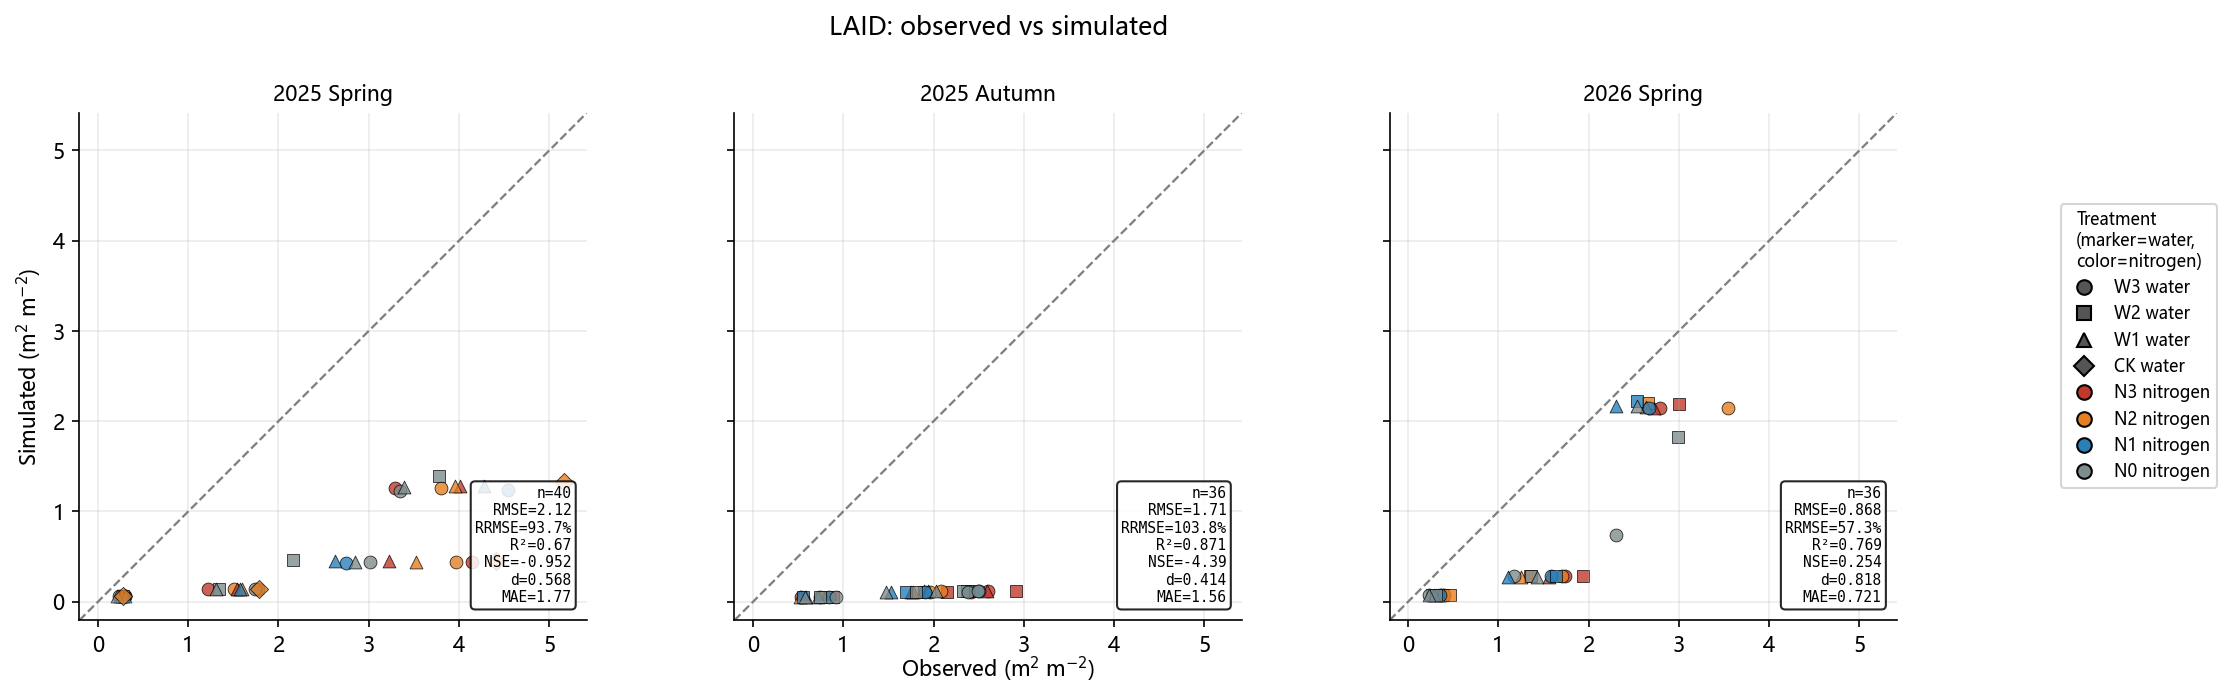 LAID: observed vs simulated
2025 Spring
5
4
3
2
1
0
0 1 2 3 4 5
Simulated (m² m⁻²)
n=40
RMSE=2.12
RRMSE=93.7%
R²=0.67
NSE=-0.952
d=0.568
MAE=1.77
2025 Autumn
0 1 2 3 4 5
Observed (m² m⁻²)
n=36
RMSE=1.71
RRMSE=103.8%
R²=0.871
NSE=-4.39
d=0.414
MAE=1.56
2026 Spring
0 1 2 3 4 5
n=36
RMSE=0.868
RRMSE=57.3%
R²=0.769
NSE=0.254
d=0.818
MAE=0.721
Treatment
(marker=water,
color=nitrogen)
W3 water
W2 water
W1 water
CK water
N3 nitrogen
N2 nitrogen
N1 nitrogen
N0 nitrogen